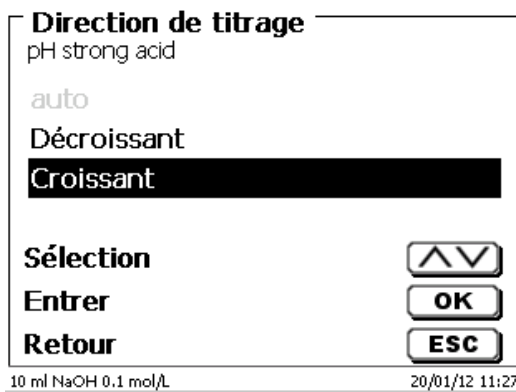 Direction de titrage
pH strong acid
auto
Décroissant
Croissant
Sélection
Entrer OK
Retour ESC
10 ml NaOH 0.1 mol/L 20/01/12 11:27